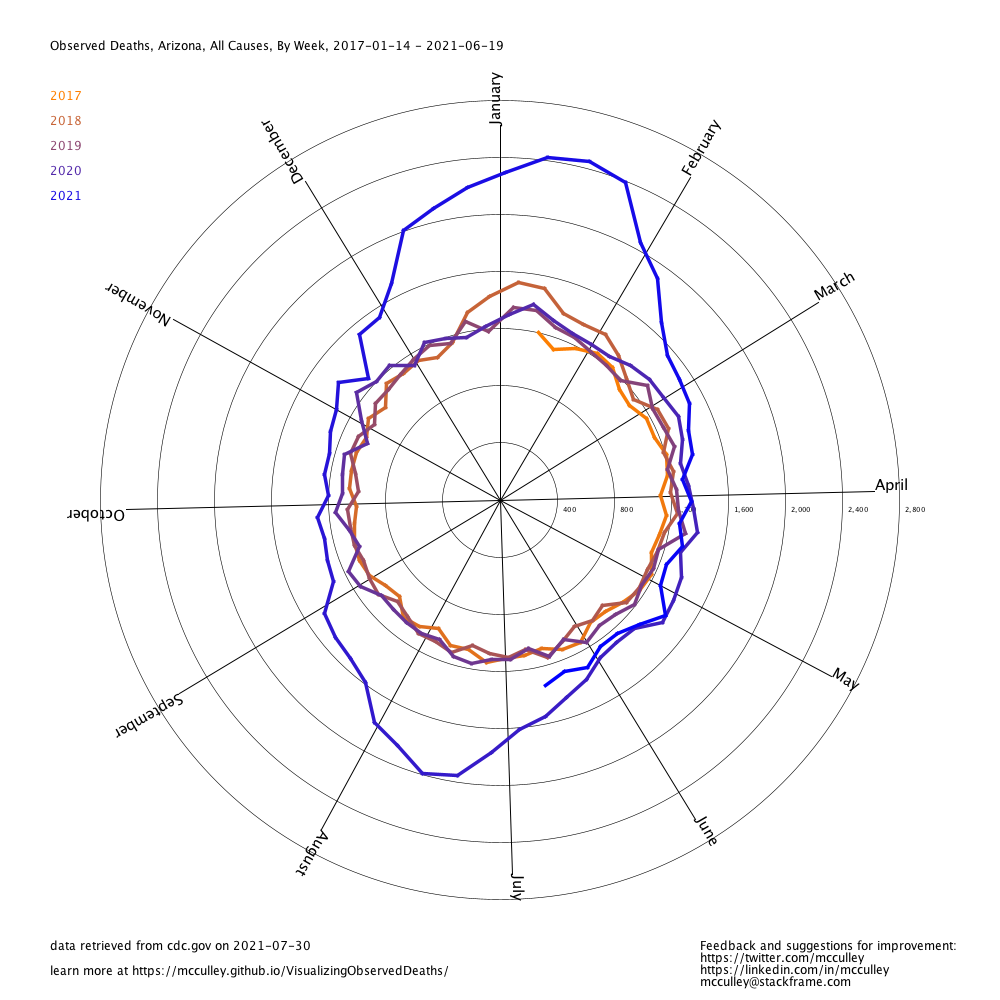 Observed Deaths, Arizona, All Causes, By Week, 2017-01-14 - 2021-06-19
2017
2018
2019
2020
2021
January
February
March
April
May
June
July
August
September
October
November
December
400
800
1,600
2,000
2,400
2,800
data retrieved from cdc.gov on 2021-07-30
learn more at https://mcculley.github.io/VisualizingObservedDeaths/
Feedback and suggestions for improvement:
https://twitter.com/mcculley
https://linkedin.com/in/mcculley
mcculley@stackframe.com